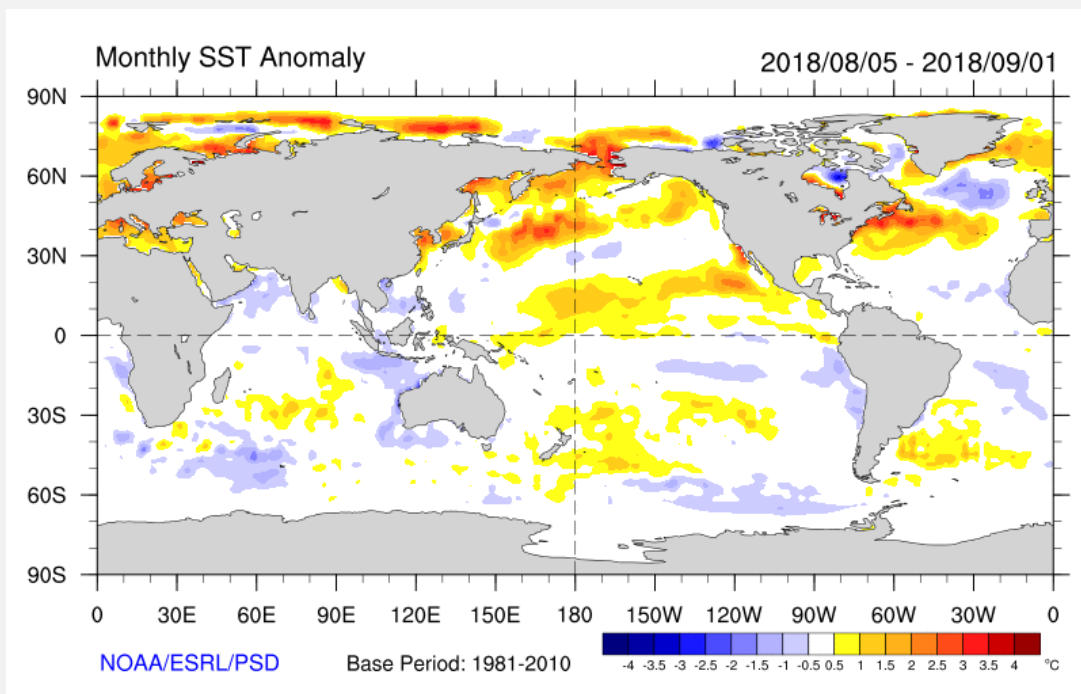 Monthly SST Anomaly 2018/08/05 - 2018/09/01
90N
60N
30N
0
30S
60S
90S
0 30E 60E 90E 120E 150E 180 150W 120W 90W 60W 30W 0
NOAA/ESRL/PSD Base Period: 1981-2010
-4 -3.5 -3 -2.5 -2 -1.5 -1 -0.5 0.5 1 1.5 2 2.5 3 3.5 4 °C